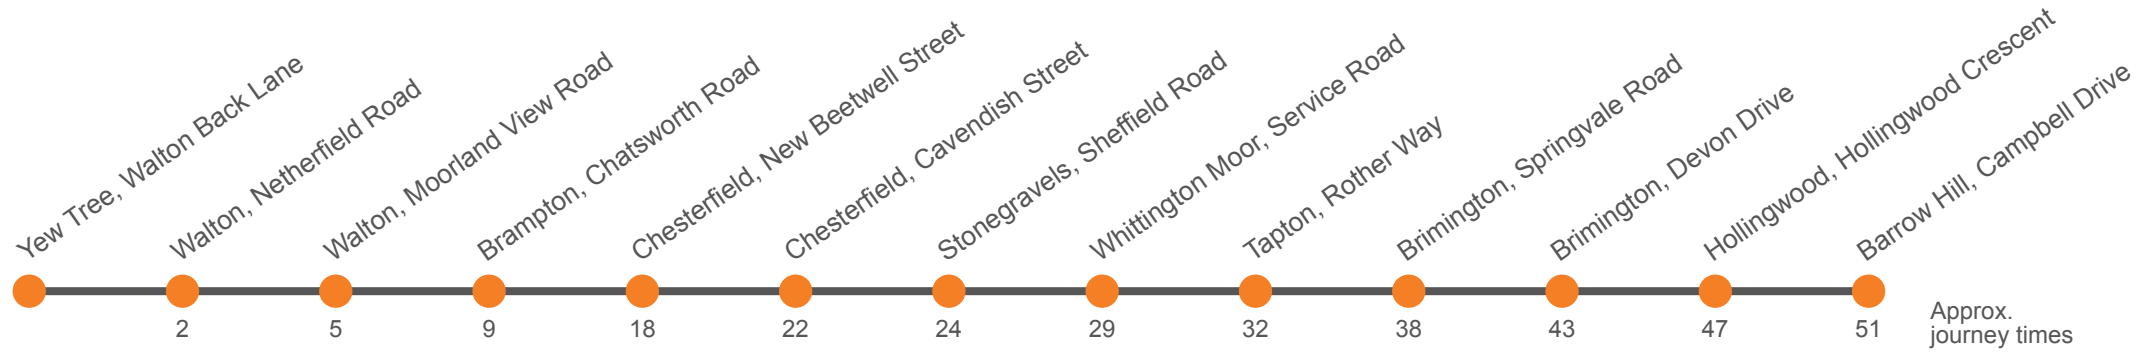 Yew Tree, Walton Back Lane
Walton, Netherfield Road
Walton, Moorland View Road
Brampton, Chatsworth Road
Chesterfield, New Beetwell Street
Chesterfield, Cavendish Street
Stonegravels, Sheffield Road
Whittington Moor, Service Road
Tapton, Rother Way
Brimington, Springvale Road
Brimington, Devon Drive
Hollingwood, Hollingwood Crescent
Barrow Hill, Campbell Drive
2 5 9 18 22 24 29 32 38 43 47 51
Approx.
journey times